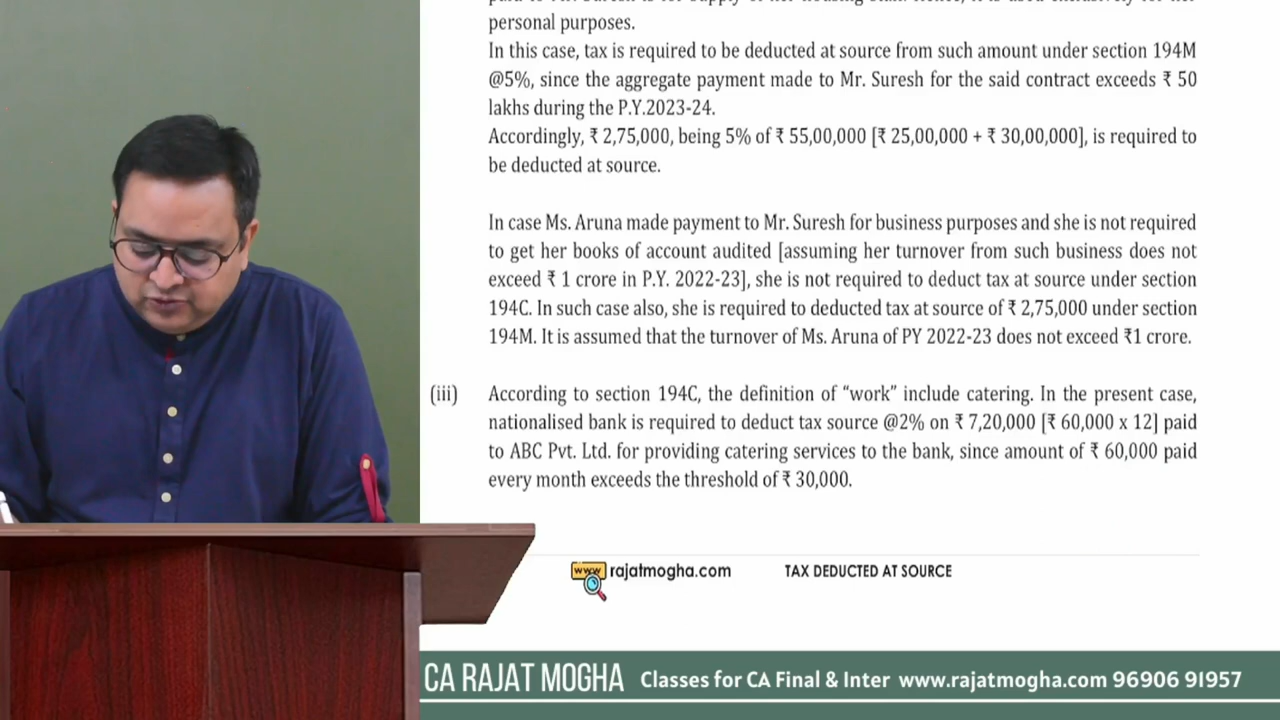 personal purposes.
In this case, tax is required to be deducted at source from such amount under section 194M
@5%, since the aggregate payment made to Mr. Suresh for the said contract exceeds ₹ 50
lakhs during the P.Y.2023-24.
Accordingly, ₹ 2,75,000, being 5% of ₹ 55,00,000 [₹ 25,00,000 + ₹ 30,00,000], is required to
be deducted at source.
In case Ms. Aruna made payment to Mr. Suresh for business purposes and she is not required
to get her books of account audited [assuming her turnover from such business does not
exceed ₹ 1 crore in P.Y. 2022-23], she is not required to deduct tax at source under section
194C. In such case also, she is required to deducted tax at source of ₹ 2,75,000 under section
194M. It is assumed that the turnover of Ms. Aruna of PY 2022-23 does not exceed ₹1 crore.
(iii) According to section 194C, the definition of “work” include catering. In the present case,
nationalised bank is required to deduct tax source @2% on ₹ 7,20,000 [₹ 60,000 x 12] paid
to ABC Pvt. Ltd. for providing catering services to the bank, since amount of ₹ 60,000 paid
every month exceeds the threshold of ₹ 30,000.
www rajatmogha.com TAX DEDUCTED AT SOURCE
CA RAJAT MOGHA Classes for CA Final & Inter www.rajatmogha.com 96906 91957